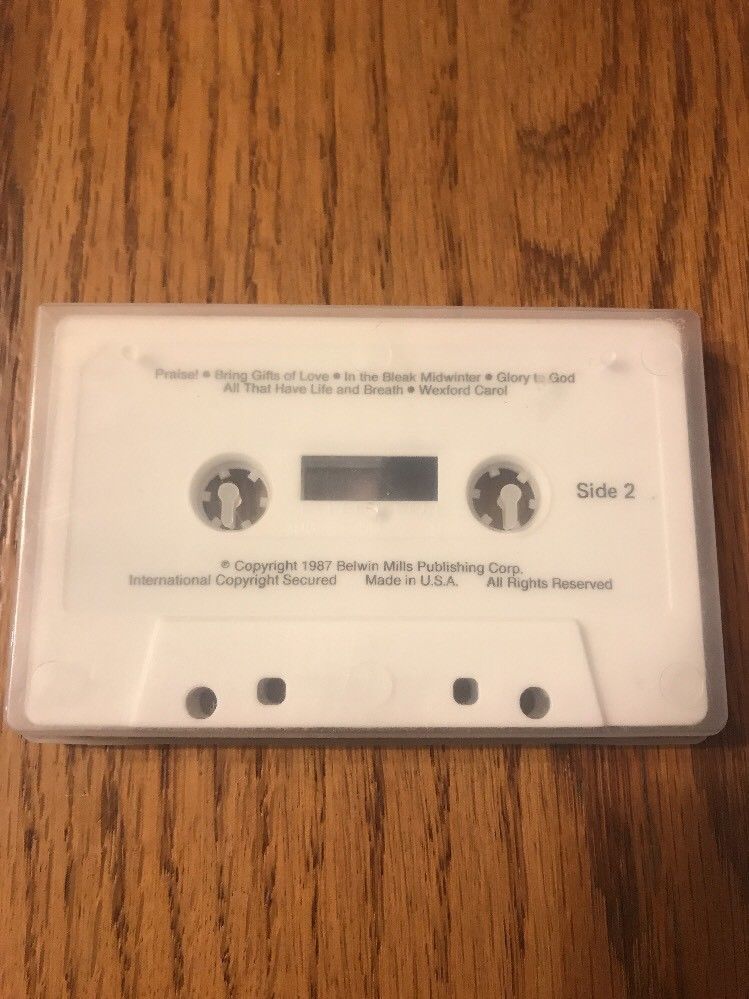 Praise! • Bring Gifts of Love • In the Bleak Midwinter • Glory to God
All That Have Life and Breath • Wexford Carol
Side 2
℗ Copyright 1987 Belwin Mills Publishing Corp.
International Copyright Secured Made in U.S.A. All Rights Reserved